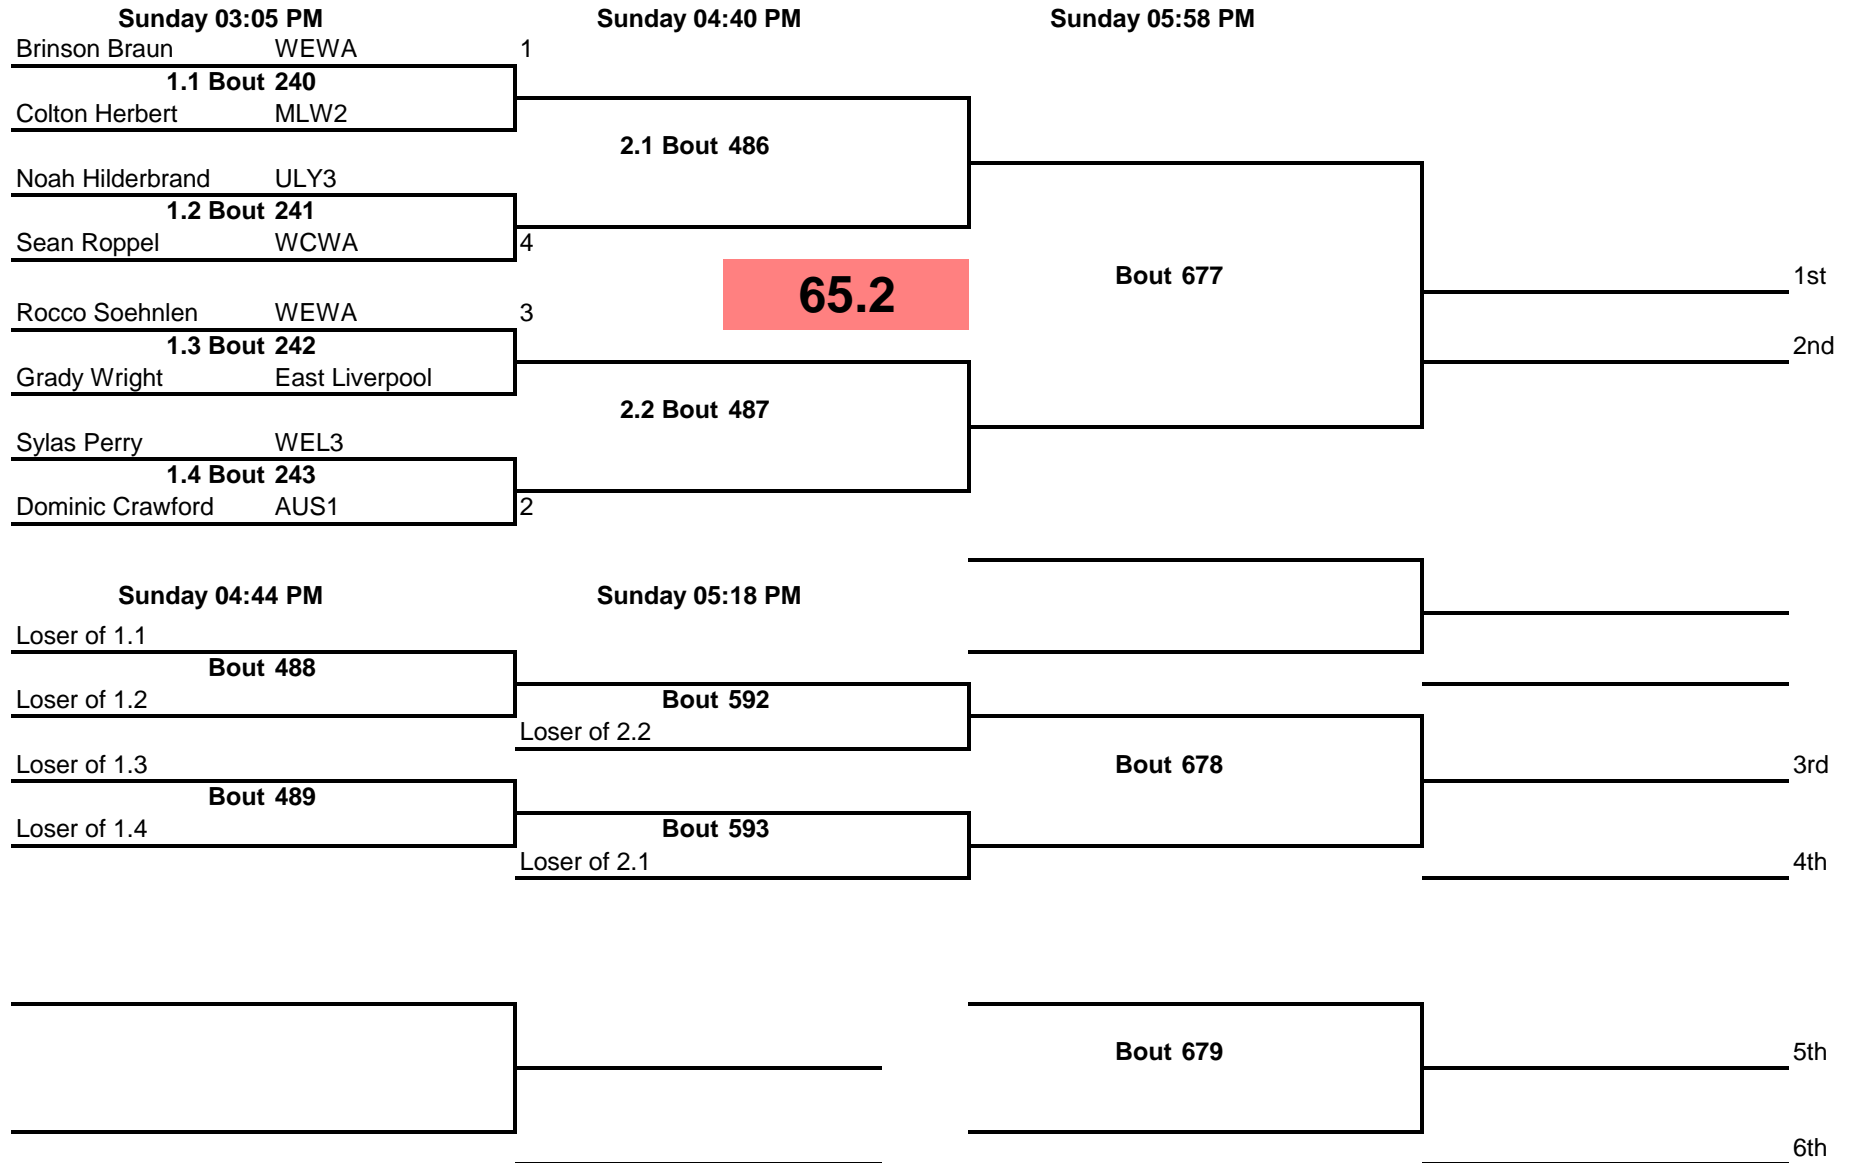 Sunday 03:05 PM Sunday 04:40 PM Sunday 05:58 PM
Brinson Braun WEWA 1
1.1 Bout 240
Colton Herbert MLW2
2.1 Bout 486
Noah Hilderbrand ULY3
1.2 Bout 241
Sean Roppel WCWA 4
65.2 Bout 677 1st
Rocco Soehnlen WEWA 3
1.3 Bout 242 2nd
Grady Wright East Liverpool
2.2 Bout 487
Sylas Perry WEL3
1.4 Bout 243
Dominic Crawford AUS1 2
Sunday 04:44 PM Sunday 05:18 PM
Loser of 1.1
Bout 488
Loser of 1.2 Bout 592
Loser of 2.2
Loser of 1.3 Bout 678 3rd
Bout 489
Loser of 1.4 Bout 593
Loser of 2.1 4th
Bout 679 5th
6th